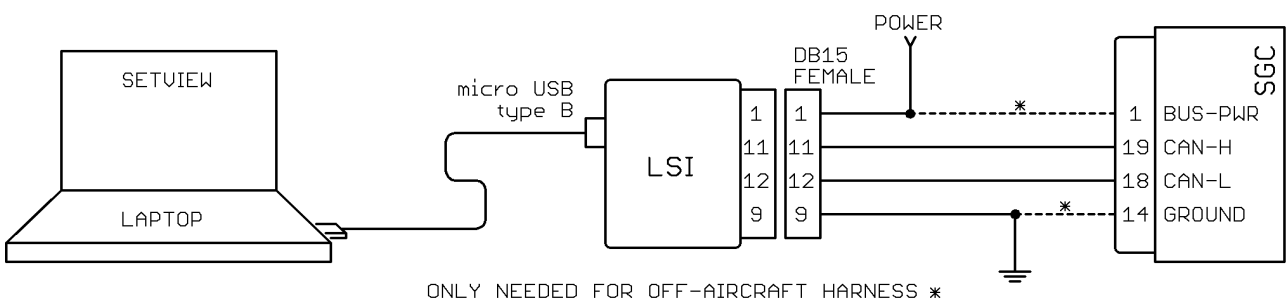 SETVIEW
LAPTOP
micro USB
type B
LSI
1
11
12
9
DB15
FEMALE
1
11
12
9
POWER
*
*
1 BUS-PWR
19 CAN-H
18 CAN-L
14 GROUND
SGC
ONLY NEEDED FOR OFF-AIRCRAFT HARNESS *